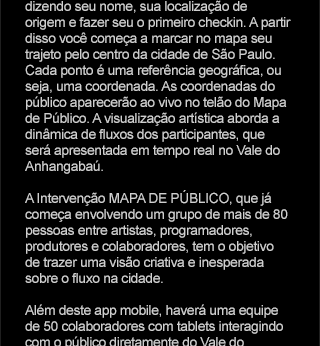 dizendo seu nome, sua localização de
origem e fazer seu o primeiro checkin. A partir
disso você começa a marcar no mapa seu
trajeto pelo centro da cidade de São Paulo.
Cada ponto é uma referência geográfica, ou
seja, uma coordenada. As coordenadas do
público aparecerão ao vivo no telão do Mapa
de Público. A visualização artística aborda a
dinâmica de fluxos dos participantes, que
será apresentada em tempo real no Vale do
Anhangabaú.
A Intervenção MAPA DE PÚBLICO, que já
começa envolvendo um grupo de mais de 80
pessoas entre artistas, programadores,
produtores e colaboradores, tem o objetivo
de trazer uma visão criativa e inesperada
sobre o fluxo na cidade.
Além deste app mobile, haverá uma equipe
de 50 colaboradores com tablets interagindo
com o público diretamente do Vale do